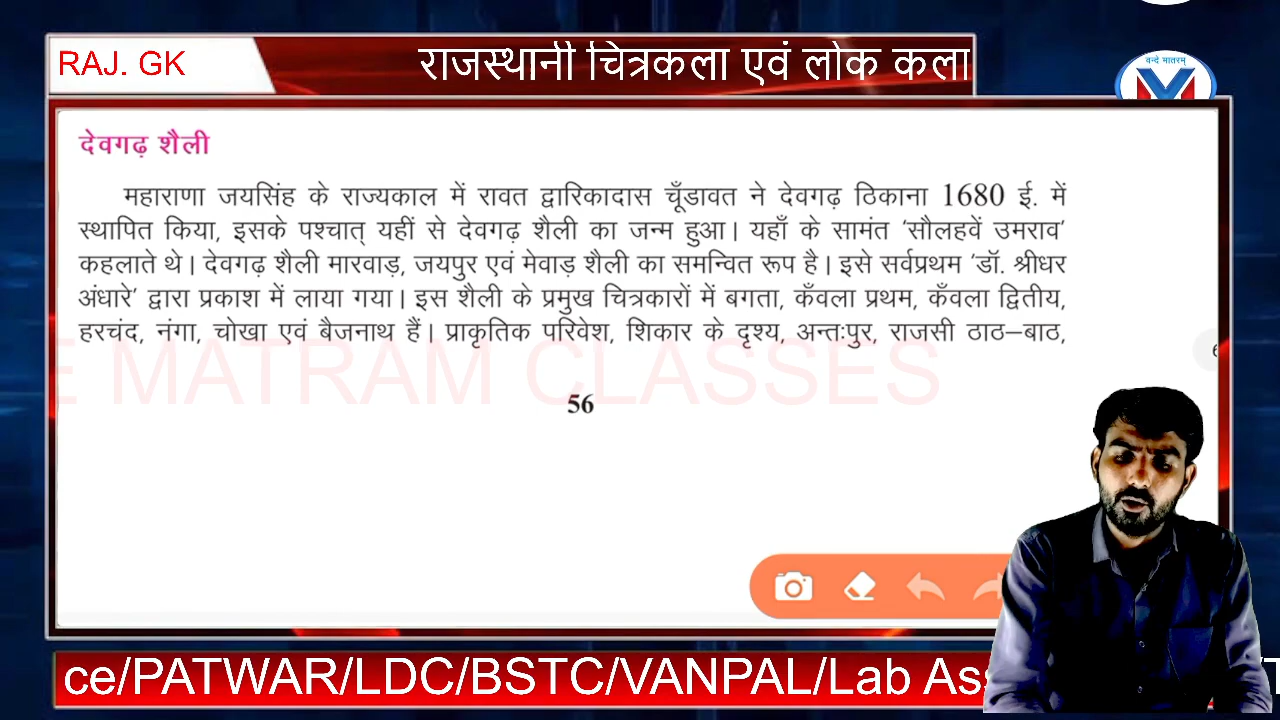 RAJ. GK
राजस्थानी चित्रकला एवं लोक कला
वन्दे मातरम्
देवगढ़ शैली
महाराणा जयसिंह के राज्यकाल में रावत द्वारिकादास चूँडावत ने देवगढ़ ठिकाना 1680 ई. में
स्थापित किया, इसके पश्चात् यहीं से देवगढ़ शैली का जन्म हुआ। यहाँ के सामंत 'सौलहवें उमराव'
कहलाते थे। देवगढ़ शैली मारवाड़, जयपुर एवं मेवाड़ शैली का समन्वित रूप है। इसे सर्वप्रथम 'डॉ. श्रीधर
अंधारे' द्वारा प्रकाश में लाया गया। इस शैली के प्रमुख चित्रकारों में बगता, कँवला प्रथम, कँवला द्वितीय,
हरचंद, नंगा, चोखा एवं बैजनाथ हैं। प्राकृतिक परिवेश, शिकार के दृश्य, अन्तःपुर, राजसी ठाठ–बाठ,
E MATRAM CLASSES
56
ce/PATWAR/LDC/BSTC/VANPAL/Lab Ass